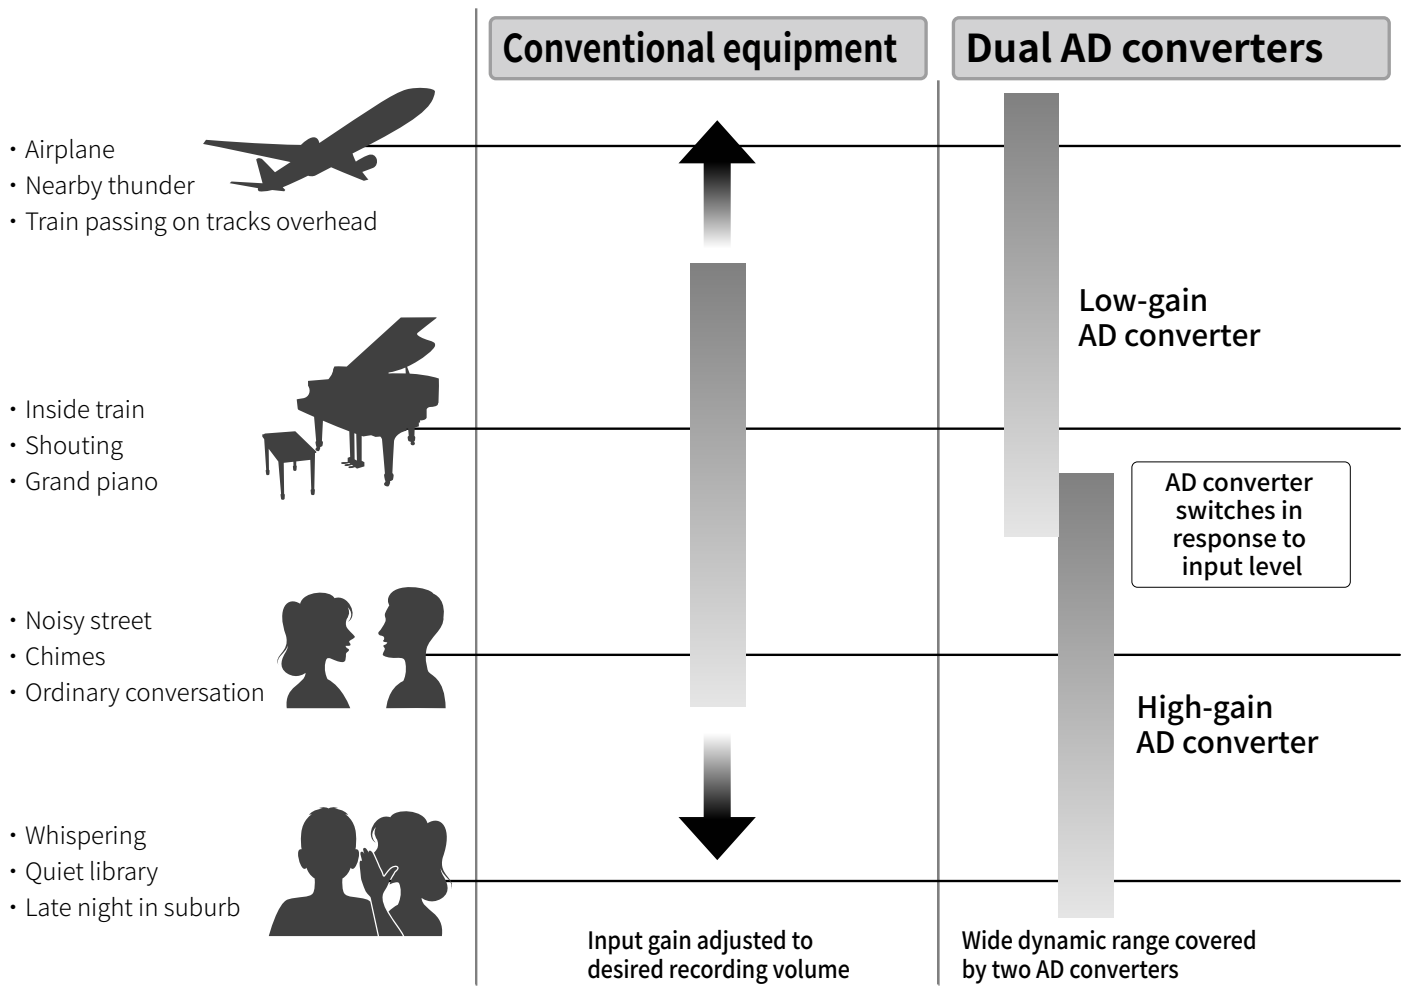 Conventional equipment
Dual AD converters
・Airplane
・Nearby thunder
・Train passing on tracks overhead
Low-gain
AD converter
・Inside train
・Shouting
・Grand piano
AD converter
switches in
response to
input level
・Noisy street
・Chimes
・Ordinary conversation
High-gain
AD converter
・Whispering
・Quiet library
・Late night in suburb
Input gain adjusted to
desired recording volume
Wide dynamic range covered
by two AD converters